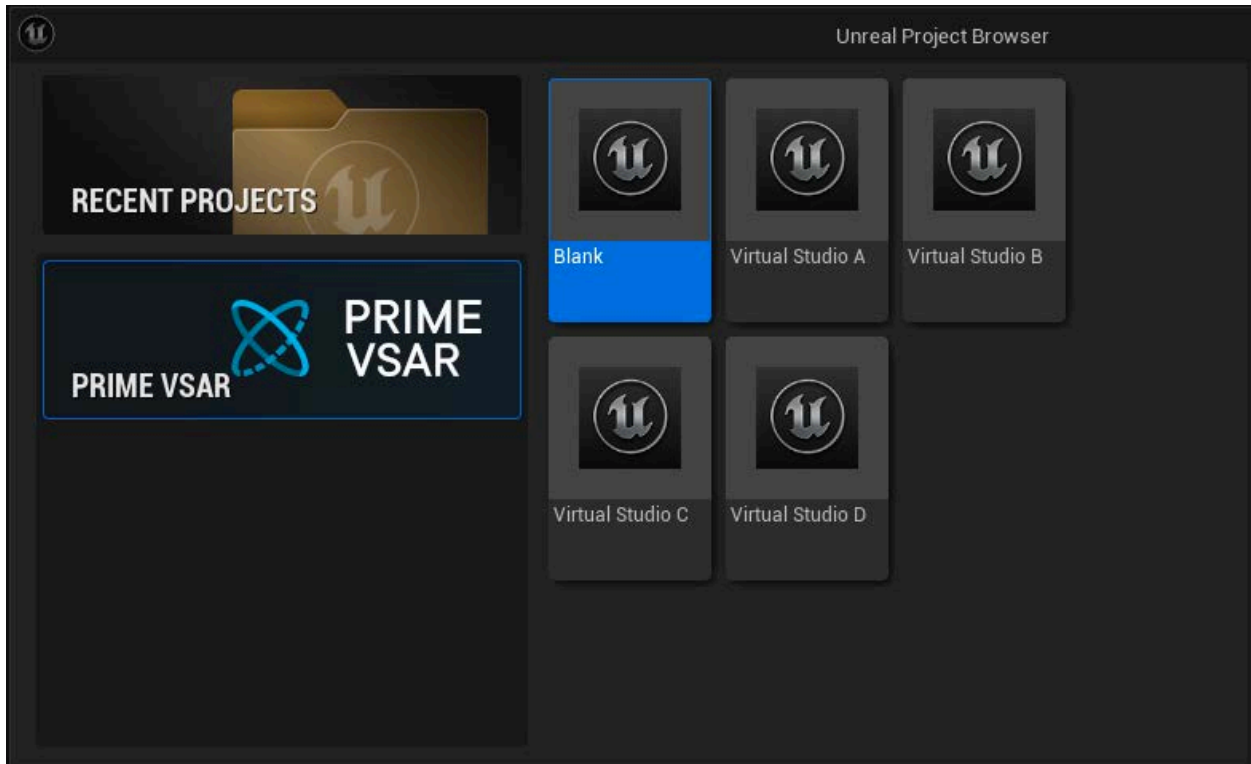 Unreal Project Browser
RECENT PROJECTS
PRIME
VSAR
PRIME VSAR
Blank
Virtual Studio A
Virtual Studio B
Virtual Studio C
Virtual Studio D